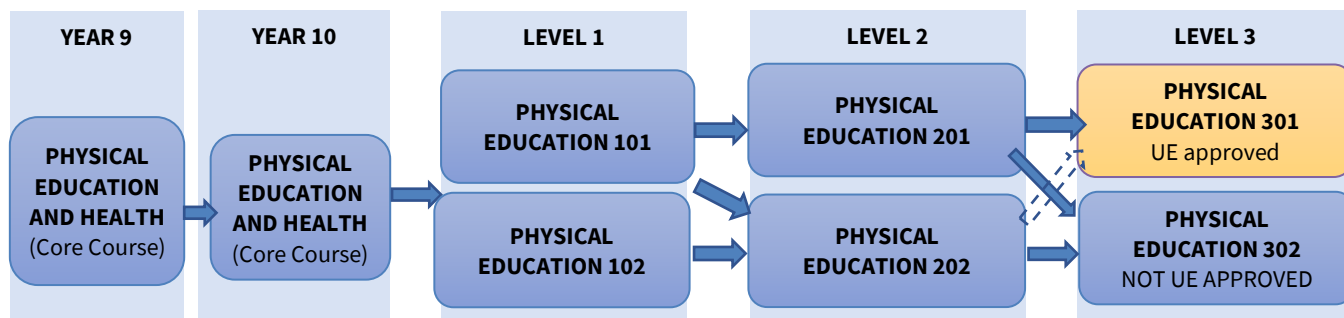 YEAR 9
YEAR 10
LEVEL 1
LEVEL 2
LEVEL 3
PHYSICAL
EDUCATION
AND HEALTH
(Core Course)
PHYSICAL
EDUCATION
AND HEALTH
(Core Course)
PHYSICAL
EDUCATION 101
PHYSICAL
EDUCATION 102
PHYSICAL
EDUCATION 201
PHYSICAL
EDUCATION 202
PHYSICAL
EDUCATION 301
UE approved
PHYSICAL
EDUCATION 302
NOT UE APPROVED